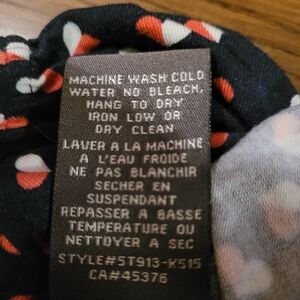 MACHINE WASH COLD
WATER NO BLEACH,
HANG TO DRY
IRON LOW OR
DRY CLEAN
LAVER A LA MACHINE
A L'EAU FROIDE
NE PAS BLANCHIR
SECHER EN
SUSPENDANT
REPASSER A BASSE
TEMPERATURE OU
NETTOYER A SEC
STYLE#5T913-K515
CA#45376